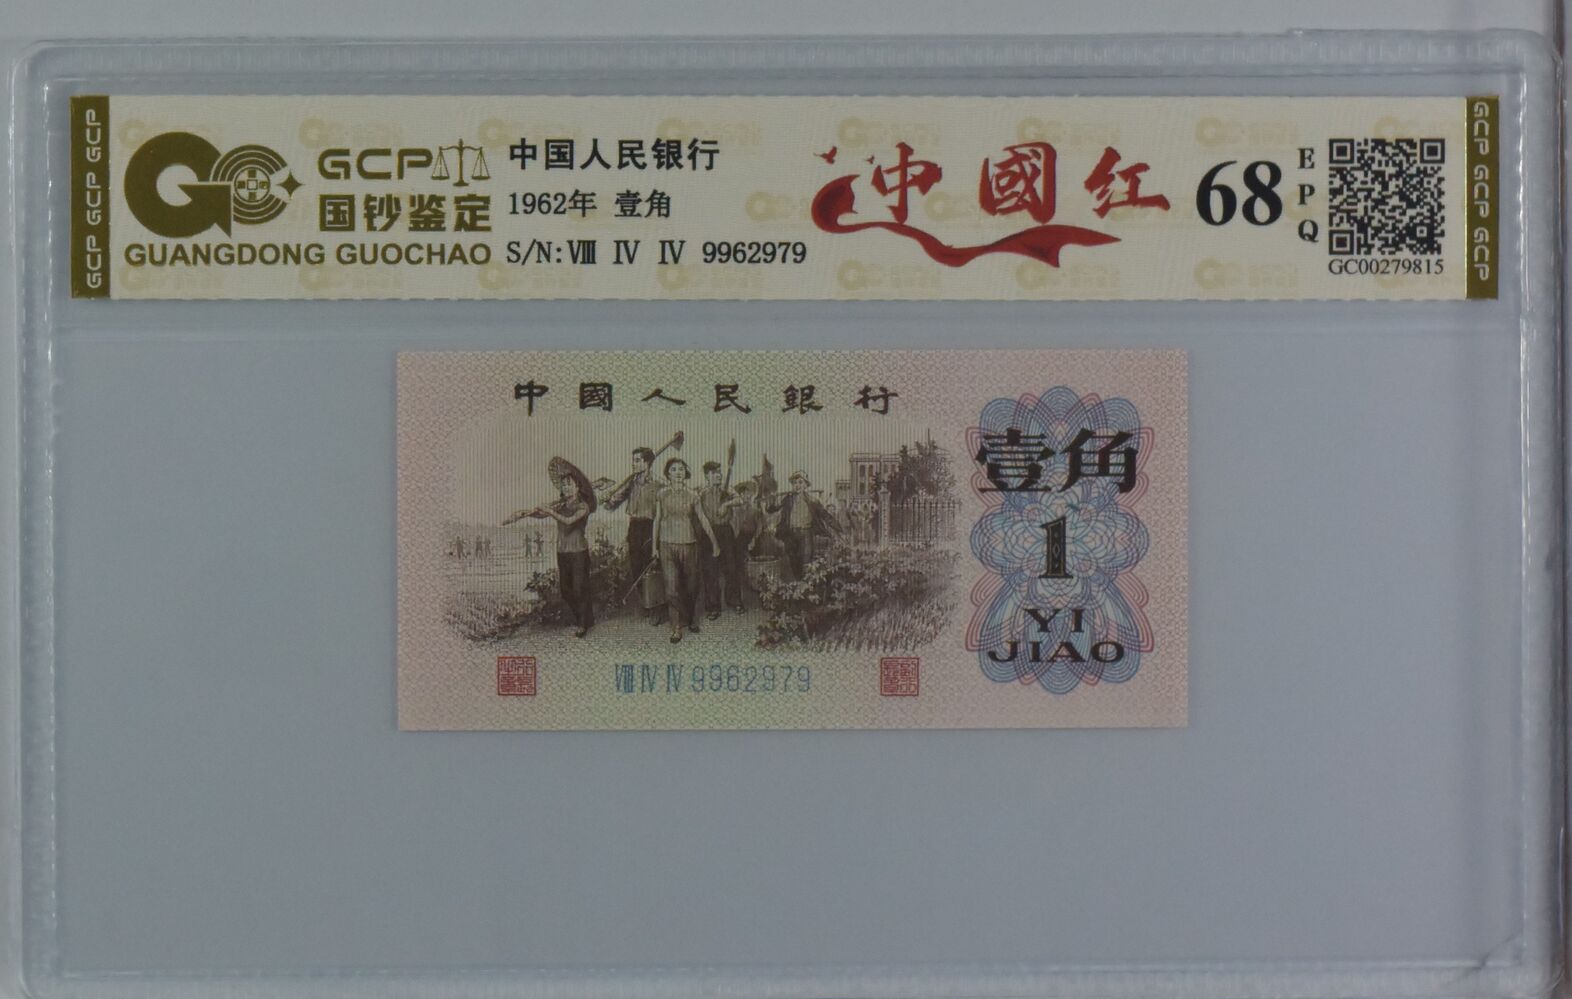 GCP GCP GCP
GCP
国钞鉴定
GUANGDONG GUOCHAO
中国人民银行
1962年 壹角
S/N:Ⅷ Ⅳ Ⅳ 9962979
中國红
68
EPQ
GC00279815
GCP GCP GCP
中國人民銀行
壹角
1
YI
JIAO
Ⅷ Ⅳ Ⅳ 9962979